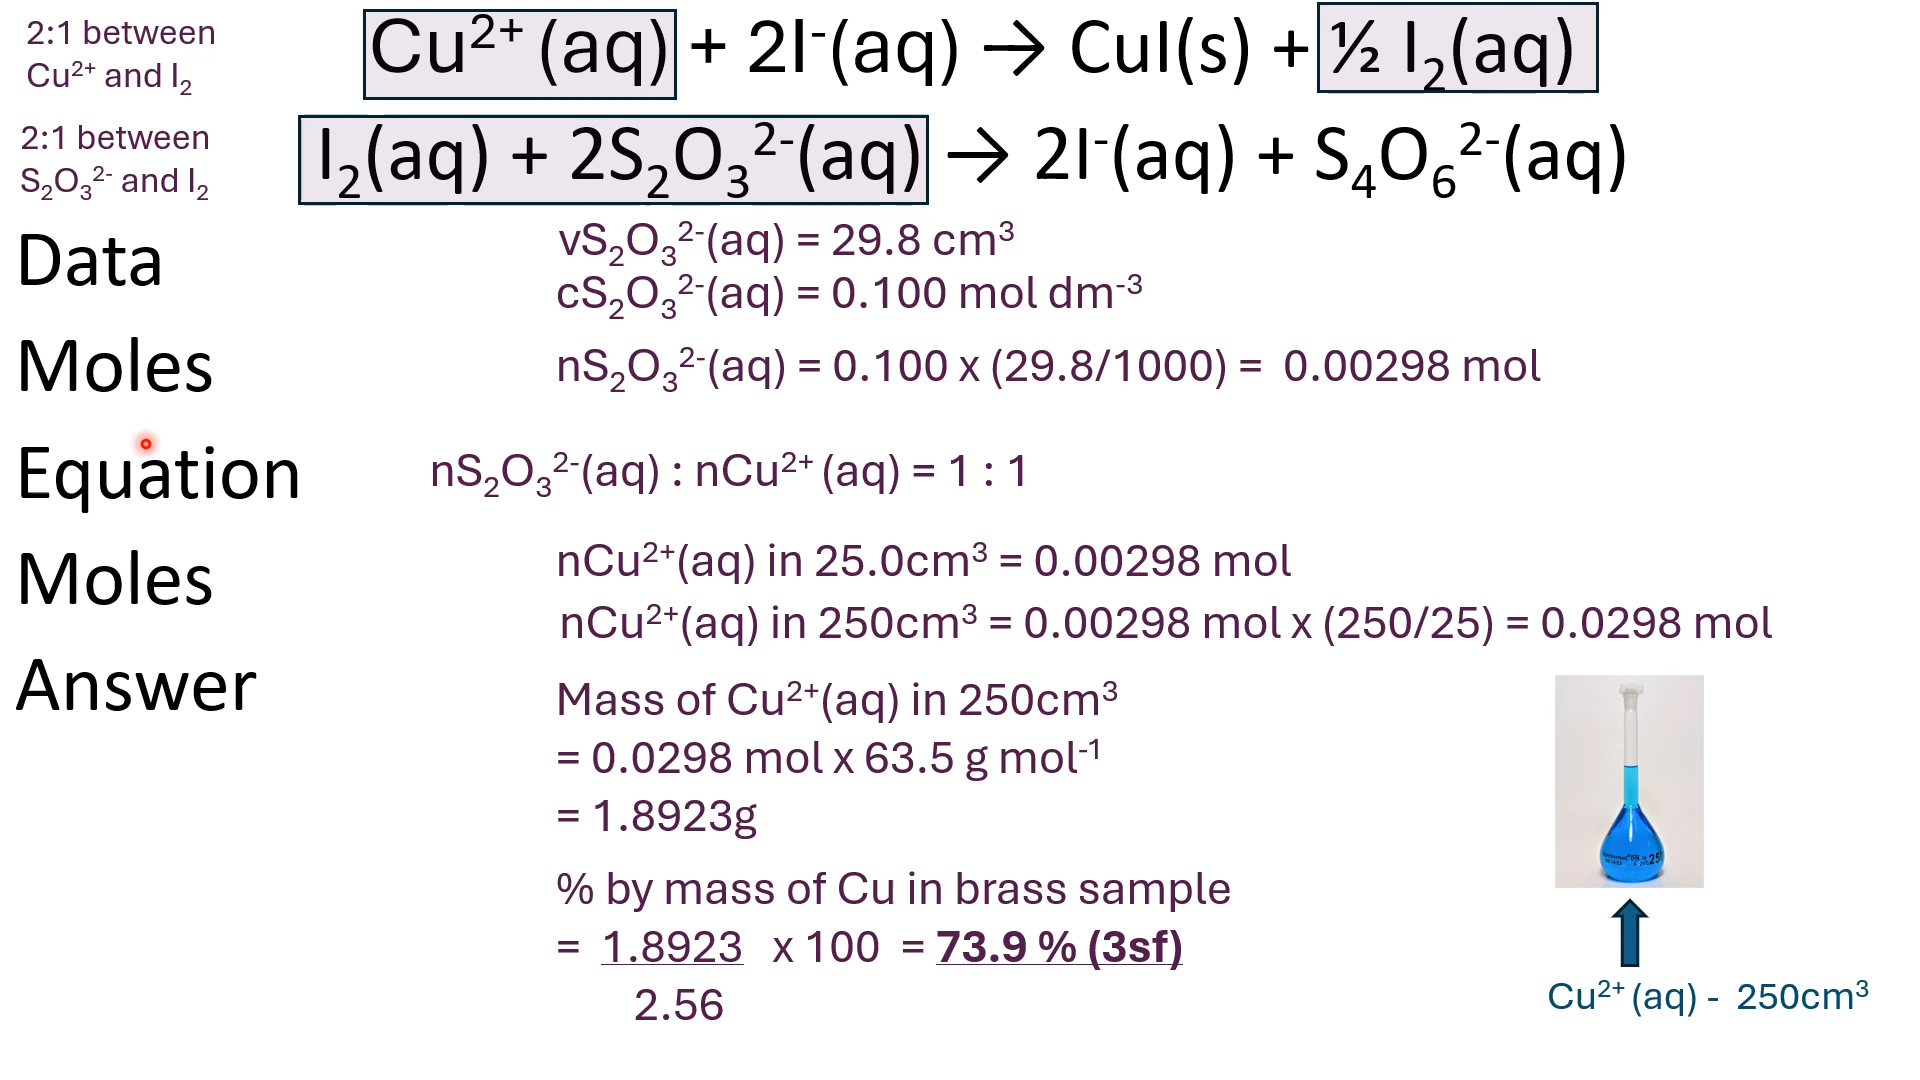 2:1 between
Cu²⁺ and I₂
Cu²⁺ (aq) + 2I⁻(aq) → CuI(s) + ½ I₂(aq)
2:1 between
S₂O₃²⁻ and I₂
I₂(aq) + 2S₂O₃²⁻(aq) → 2I⁻(aq) + S₄O₆²⁻(aq)
Data
vS₂O₃²⁻(aq) = 29.8 cm³
cS₂O₃²⁻(aq) = 0.100 mol dm⁻³
Moles
nS₂O₃²⁻(aq) = 0.100 x (29.8/1000) = 0.00298 mol
Equation
nS₂O₃²⁻(aq) : nCu²⁺ (aq) = 1 : 1
Moles
nCu²⁺(aq) in 25.0cm³ = 0.00298 mol
nCu²⁺(aq) in 250cm³ = 0.00298 mol x (250/25) = 0.0298 mol
Answer
Mass of Cu²⁺(aq) in 250cm³
= 0.0298 mol x 63.5 g mol⁻¹
= 1.8923g
% by mass of Cu in brass sample
= 1.8923 x 100 = 73.9 % (3sf)
2.56
Cu²⁺ (aq) - 250cm³